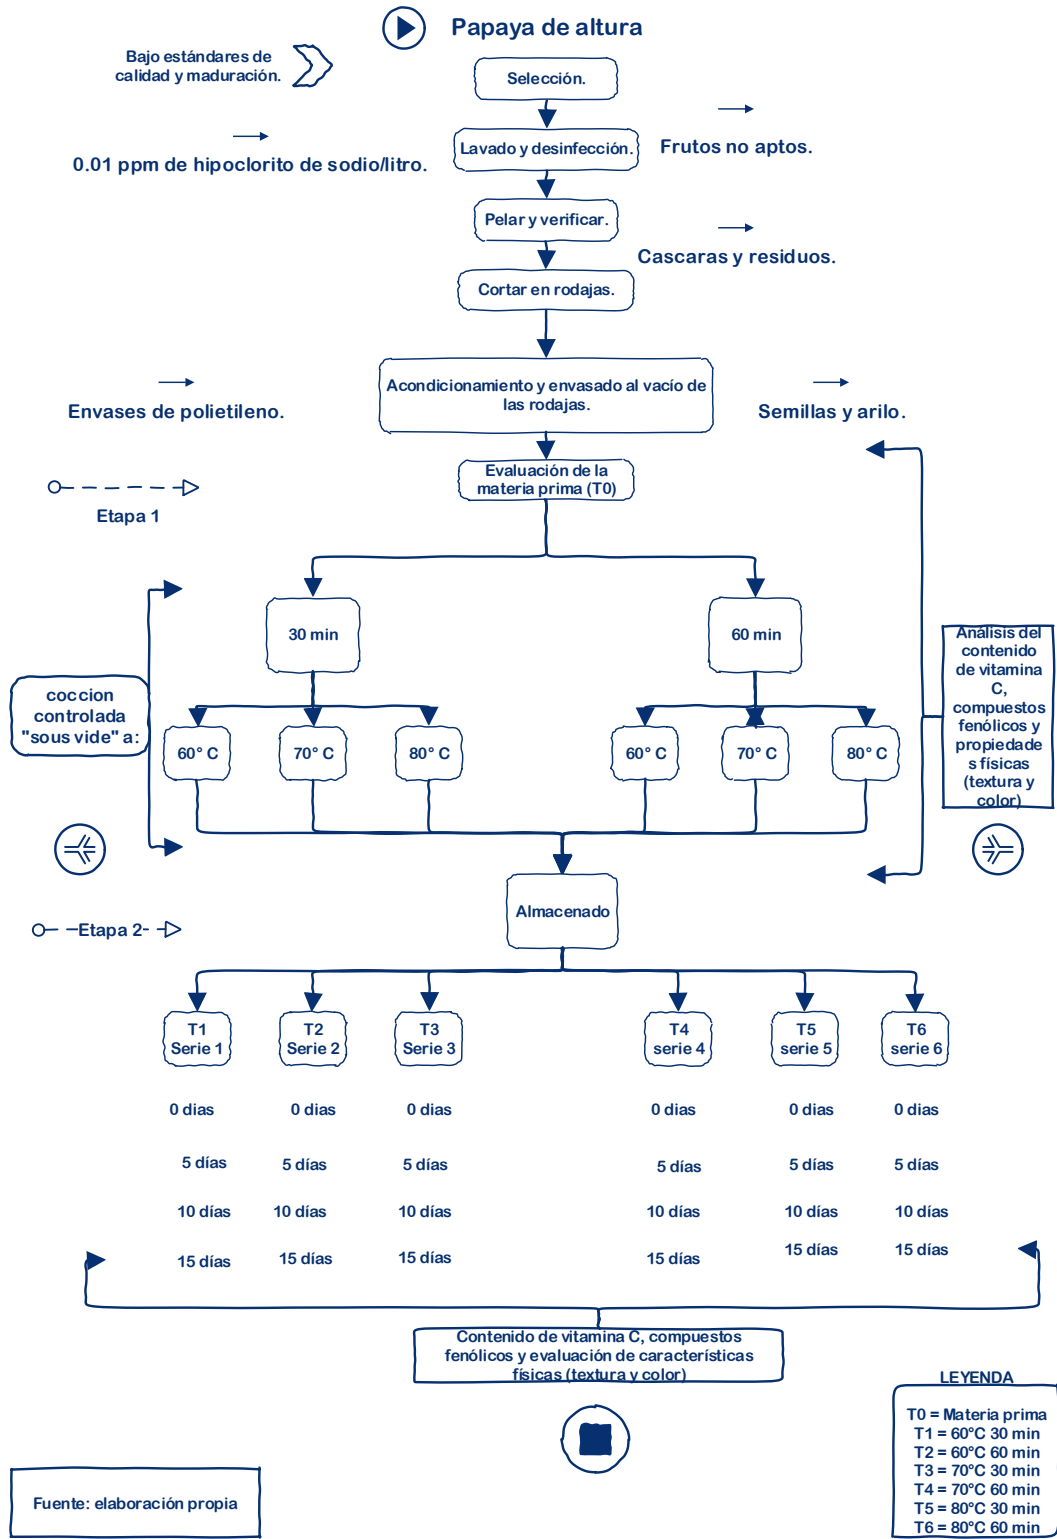 Papaya de altura
Bajo estándares de
calidad y maduración.
Selección.
0.01 ppm de hipoclorito de sodio/litro.
Lavado y desinfección.
Frutos no aptos.
Pelar y verificar.
Cascaras y residuos.
Cortar en rodajas.
Envases de polietileno.
Acondicionamiento y envasado al vacío de
las rodajas.
Semillas y arilo.
Evaluación de la
materia prima (T0)
Etapa 1
30 min
60 min
coccion
controlada
"sous vide" a:
60° C
70° C
80° C
60° C
70° C
80° C
Análisis del
contenido
de vitamina
C,
compuestos
fenólicos y
propiedade
s físicas
(textura y
color)
Almacenado
Etapa 2
T1
Serie 1
T2
Serie 2
T3
Serie 3
T4
serie 4
T5
serie 5
T6
serie 6
0 dias
0 dias
0 dias
0 dias
0 dias
0 dias
5 días
5 días
5 días
5 días
5 días
5 días
10 días
10 días
10 días
10 días
10 días
10 días
15 días
15 días
15 días
15 días
15 días
15 días
Contenido de vitamina C, compuestos
fenólicos y evaluación de características
físicas (textura y color)
LEYENDA
T0 = Materia prima
T1 = 60°C 30 min
T2 = 60°C 60 min
T3 = 70°C 30 min
T4 = 70°C 60 min
T5 = 80°C 30 min
T6 = 80°C 60 min
Fuente: elaboración propia